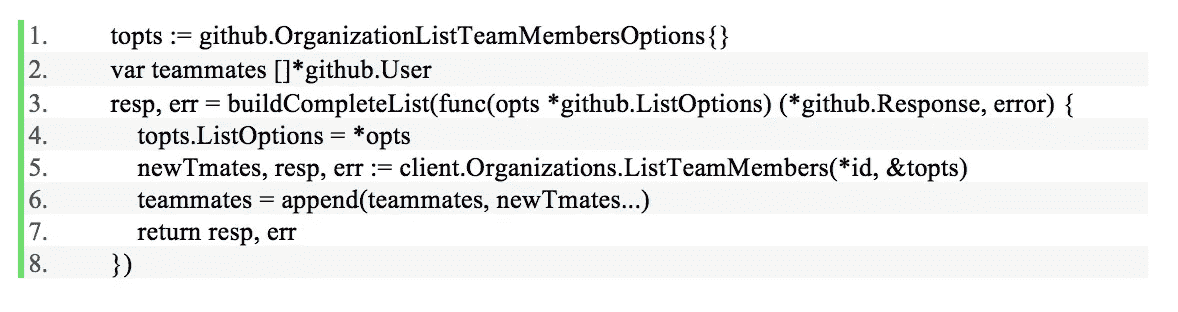 1. topts := github.OrganizationListTeamMembersOptions{}
2. var teammates []*github.User
3. resp, err = buildCompleteList(func(opts *github.ListOptions) (*github.Response, error) {
4. topts.ListOptions = *opts
5. newTmates, resp, err := client.Organizations.ListTeamMembers(*id, &topts)
6. teammates = append(teammates, newTmates...)
7. return resp, err
8. })